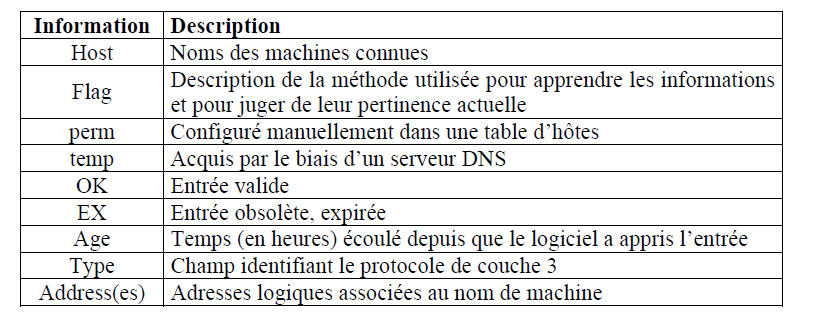 Information Description
Host Noms des machines connues
Flag Description de la méthode utilisée pour apprendre les informations
et pour juger de leur pertinence actuelle
perm Configuré manuellement dans une table d’hôtes
temp Acquis par le biais d’un serveur DNS
OK Entrée valide
EX Entrée obsolète, expirée
Age Temps (en heures) écoulé depuis que le logiciel a appris l’entrée
Type Champ identifiant le protocole de couche 3
Address(es) Adresses logiques associées au nom de machine